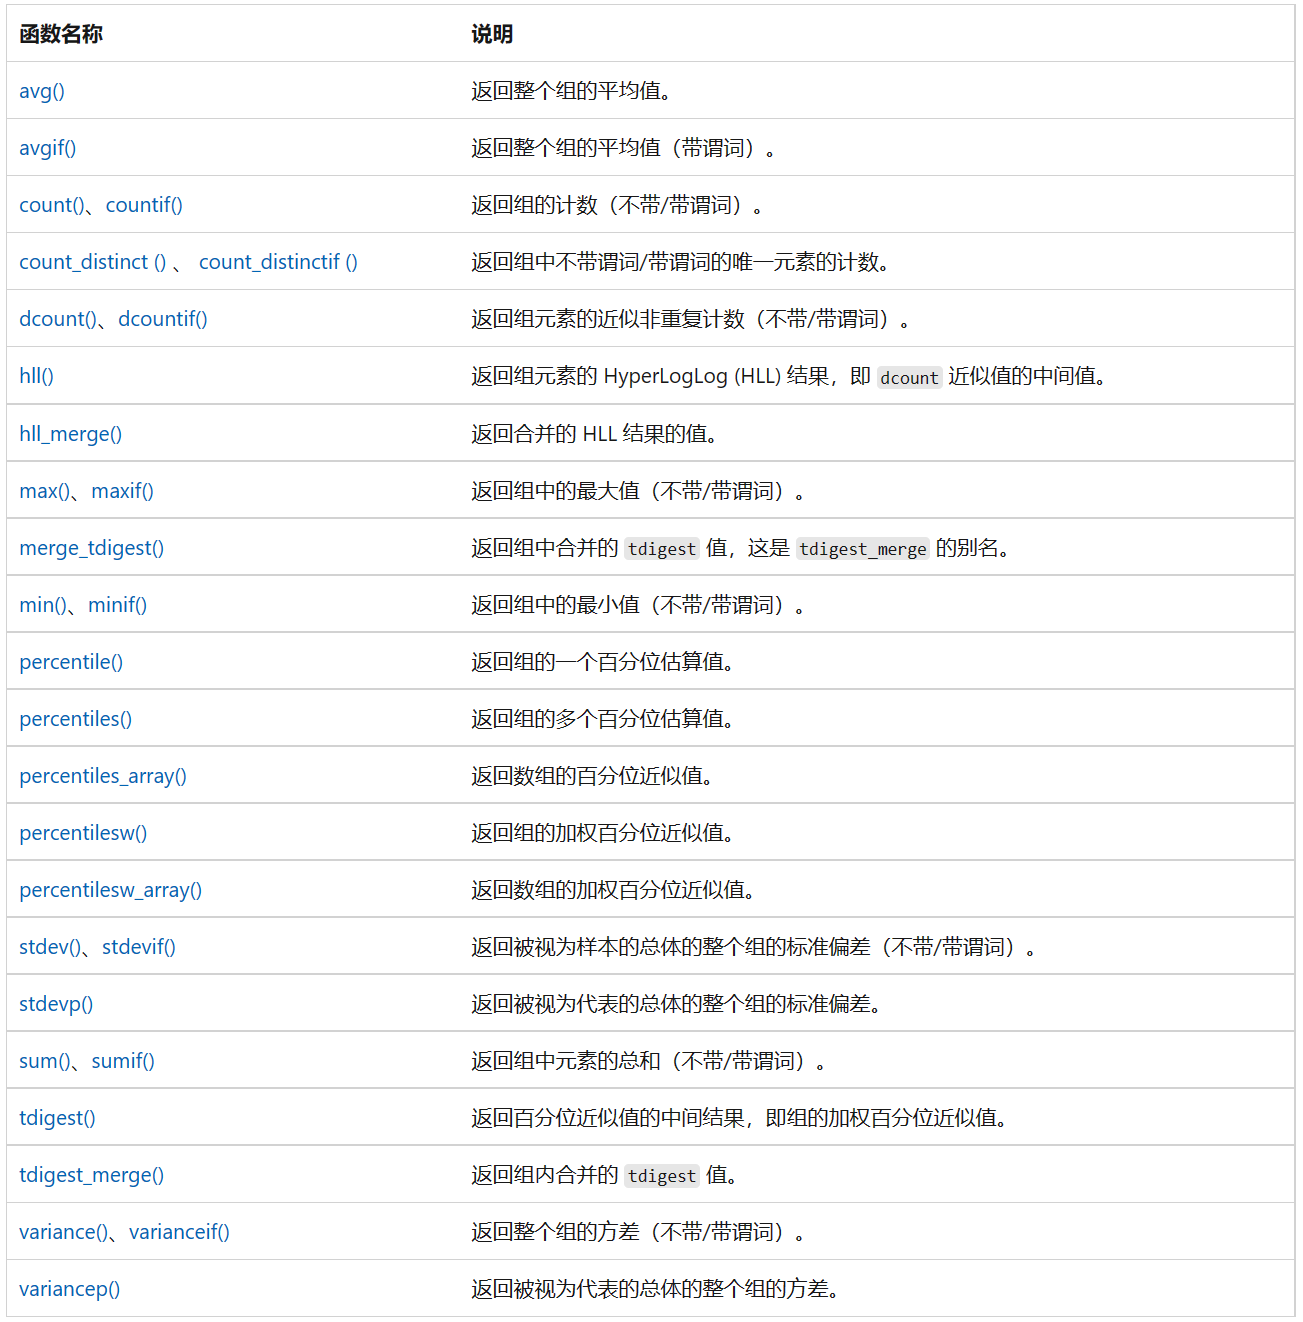 函数名称 说明
avg() 返回整个组的平均值。
avgif() 返回整个组的平均值（带谓词）。
count()、countif() 返回组的计数（不带/带谓词）。
count_distinct () 、 count_distinctif () 返回组中不带谓词/带谓词的唯一元素的计数。
dcount()、dcountif() 返回组元素的近似非重复计数（不带/带谓词）。
hll() 返回组元素的 HyperLogLog (HLL) 结果，即 dcount 近似值的中间值。
hll_merge() 返回合并的 HLL 结果的值。
max()、maxif() 返回组中的最大值（不带/带谓词）。
merge_tdigest() 返回组中合并的 tdigest 值，这是 tdigest_merge 的别名。
min()、minif() 返回组中的最小值（不带/带谓词）。
percentile() 返回组的一个百分位估算值。
percentiles() 返回组的多个百分位估算值。
percentiles_array() 返回数组的百分位近似值。
percentilesw() 返回组的加权百分位近似值。
percentilesw_array() 返回数组的加权百分位近似值。
stdev()、stdevif() 返回被视为样本的总体的整个组的标准偏差（不带/带谓词）。
stdevp() 返回被视为代表的总体的整个组的标准偏差。
sum()、sumif() 返回组中元素的总和（不带/带谓词）。
tdigest() 返回百分位近似值的中间结果，即组的加权百分位近似值。
tdigest_merge() 返回组内合并的 tdigest 值。
variance()、varianceif() 返回整个组的方差（不带/带谓词）。
variancep() 返回被视为代表的总体的整个组的方差。